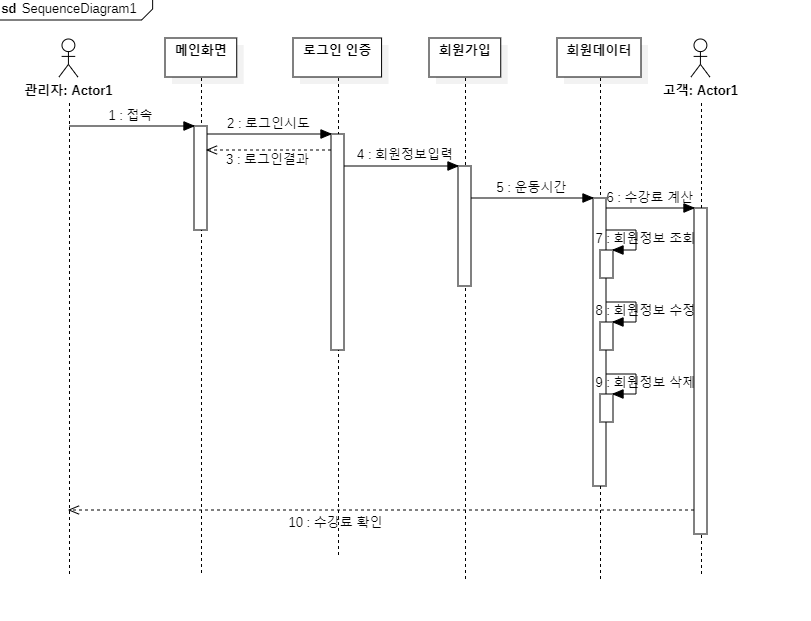 sd SequenceDiagram1
메인화면
로그인 인증
회원가입
회원데이터
관리자: Actor1
고객: Actor1
1 : 접속
2 : 로그인시도
3 : 로그인결과
4 : 회원정보입력
5 : 운동시간
6 : 수강료 계산
7 : 회원정보 조회
8 : 회원정보 수정
9 : 회원정보 삭제
10 : 수강료 확인